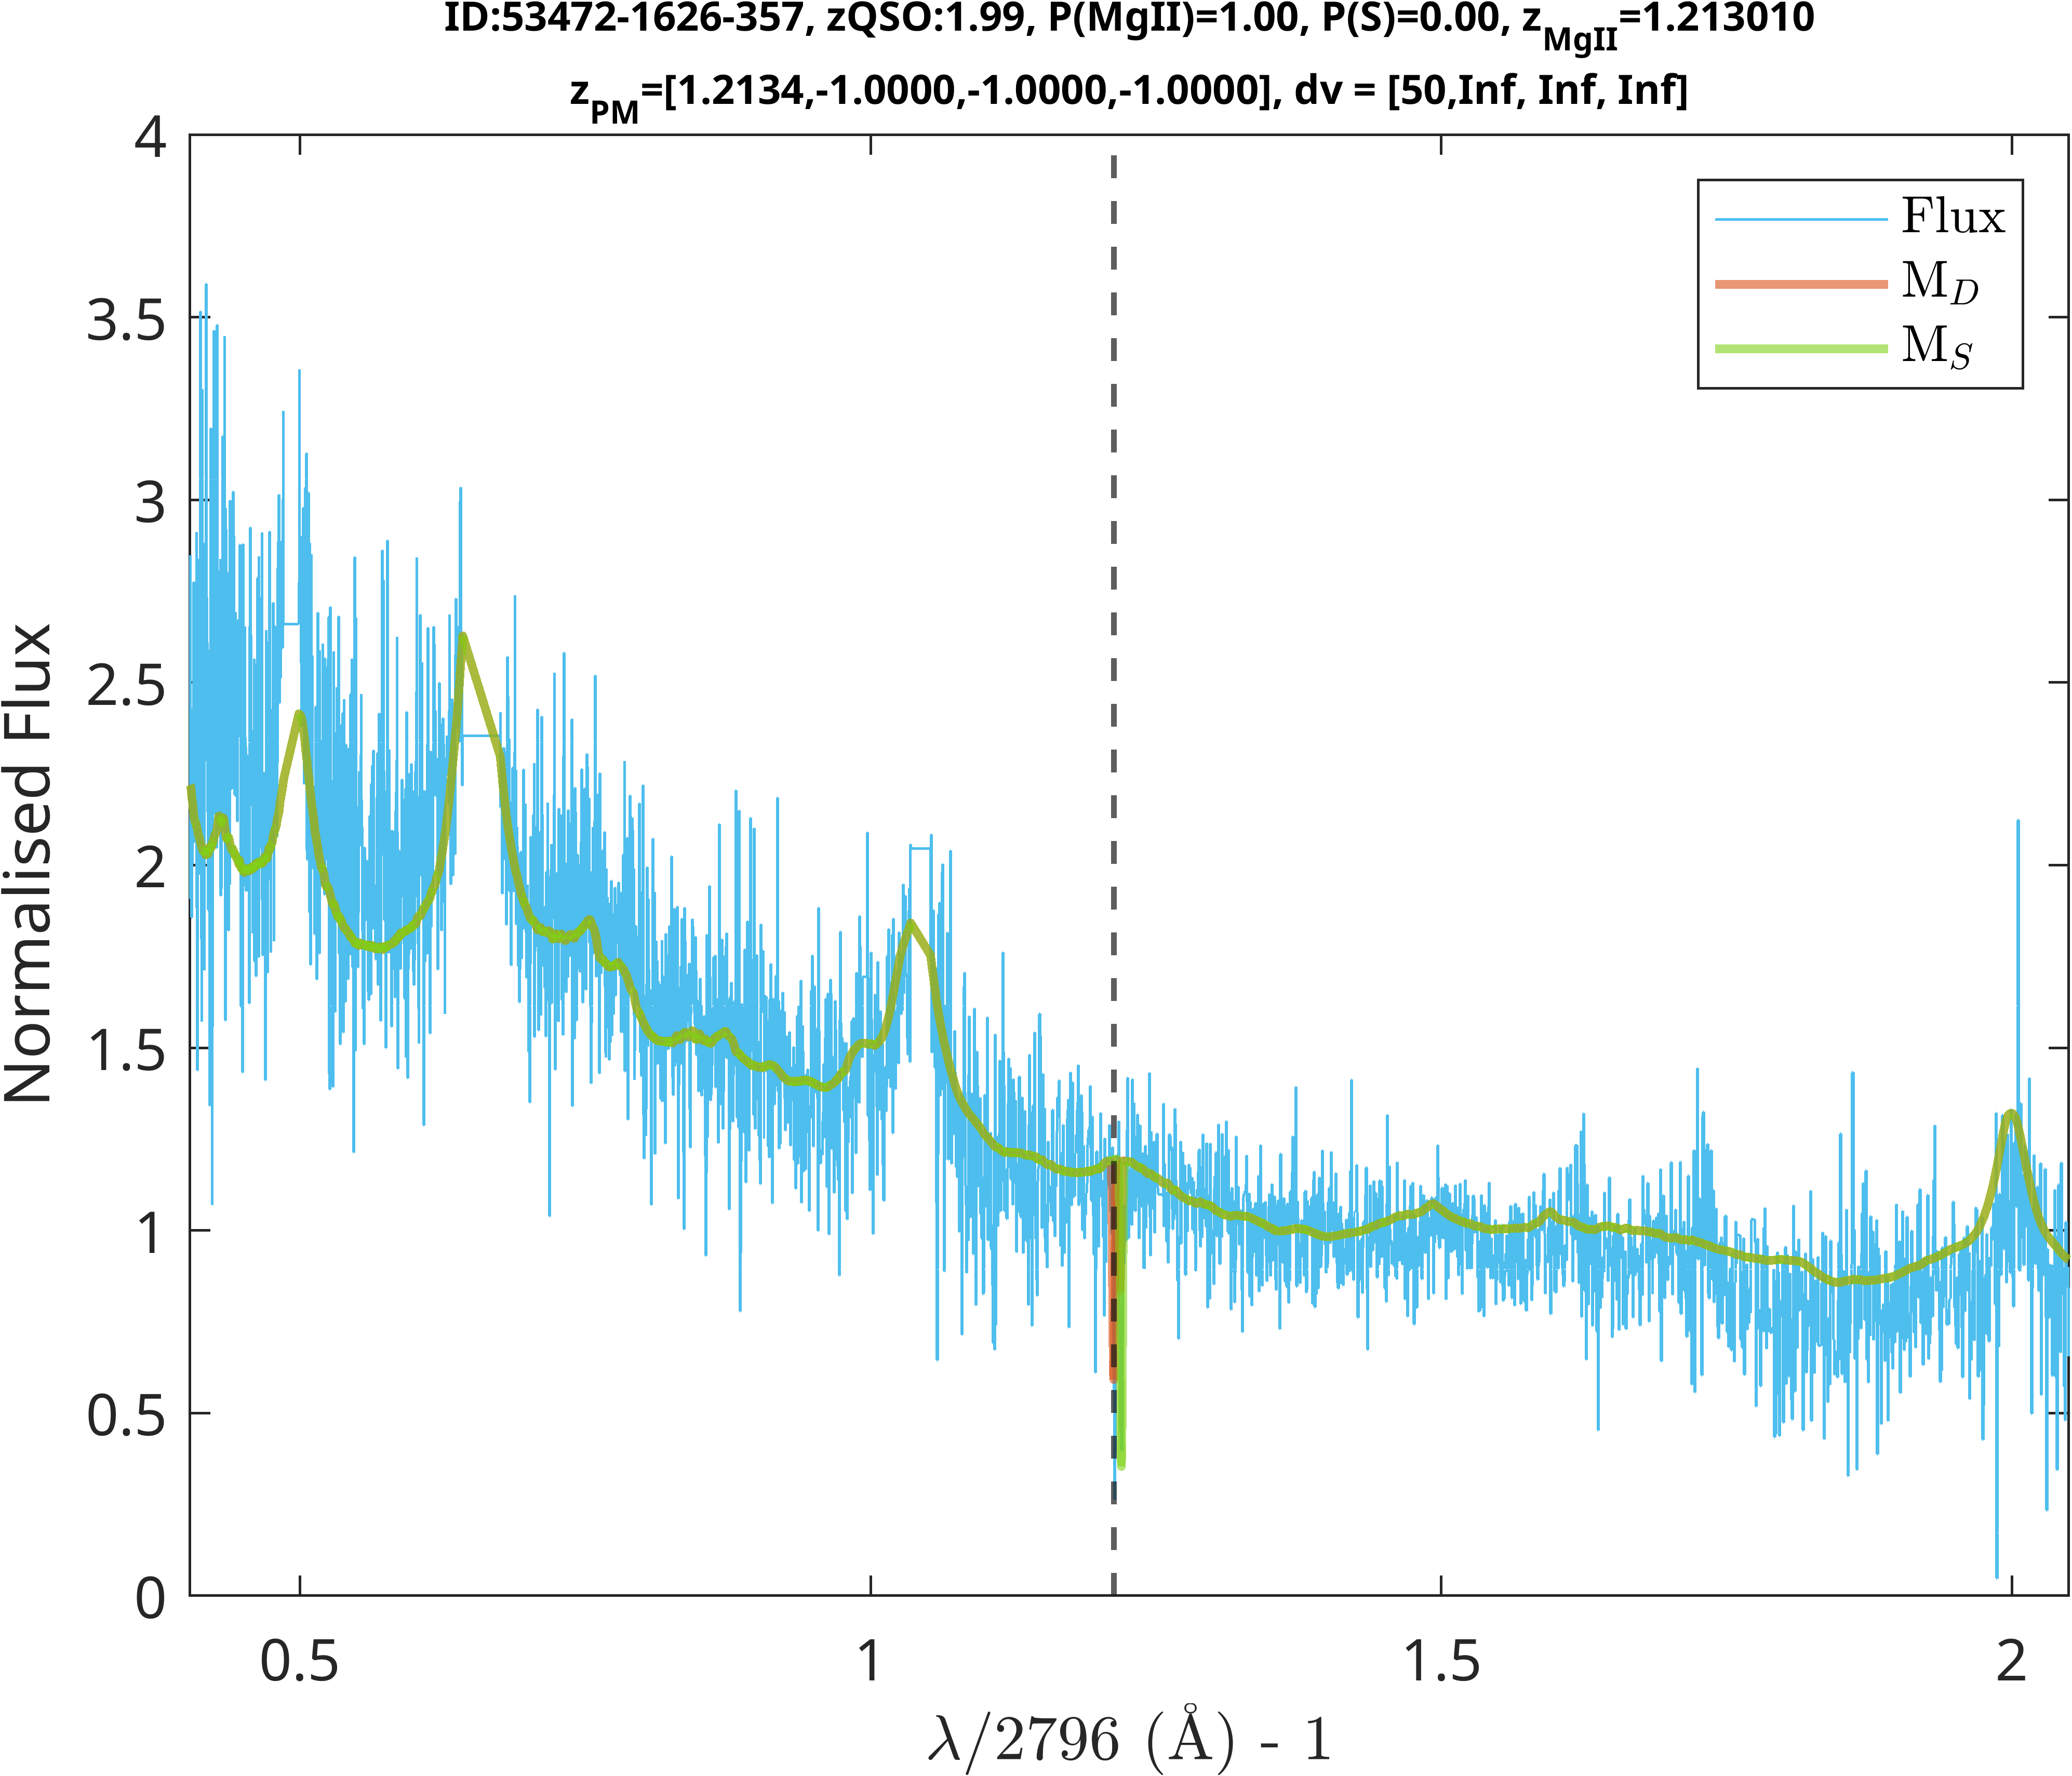 ID:53472-1626-357, zQSO:1.99, P(MgII)=1.00, P(S)=0.00, zMgII=1.213010
zPM=[1.2134,-1.0000,-1.0000,-1.0000], dv = [50,Inf, Inf, Inf]
4
3.5
3
2.5
2
1.5
1
0.5
0
Normalised Flux
Flux
MD
MS
0.5
1
1.5
2
λ/2796 (Å) - 1